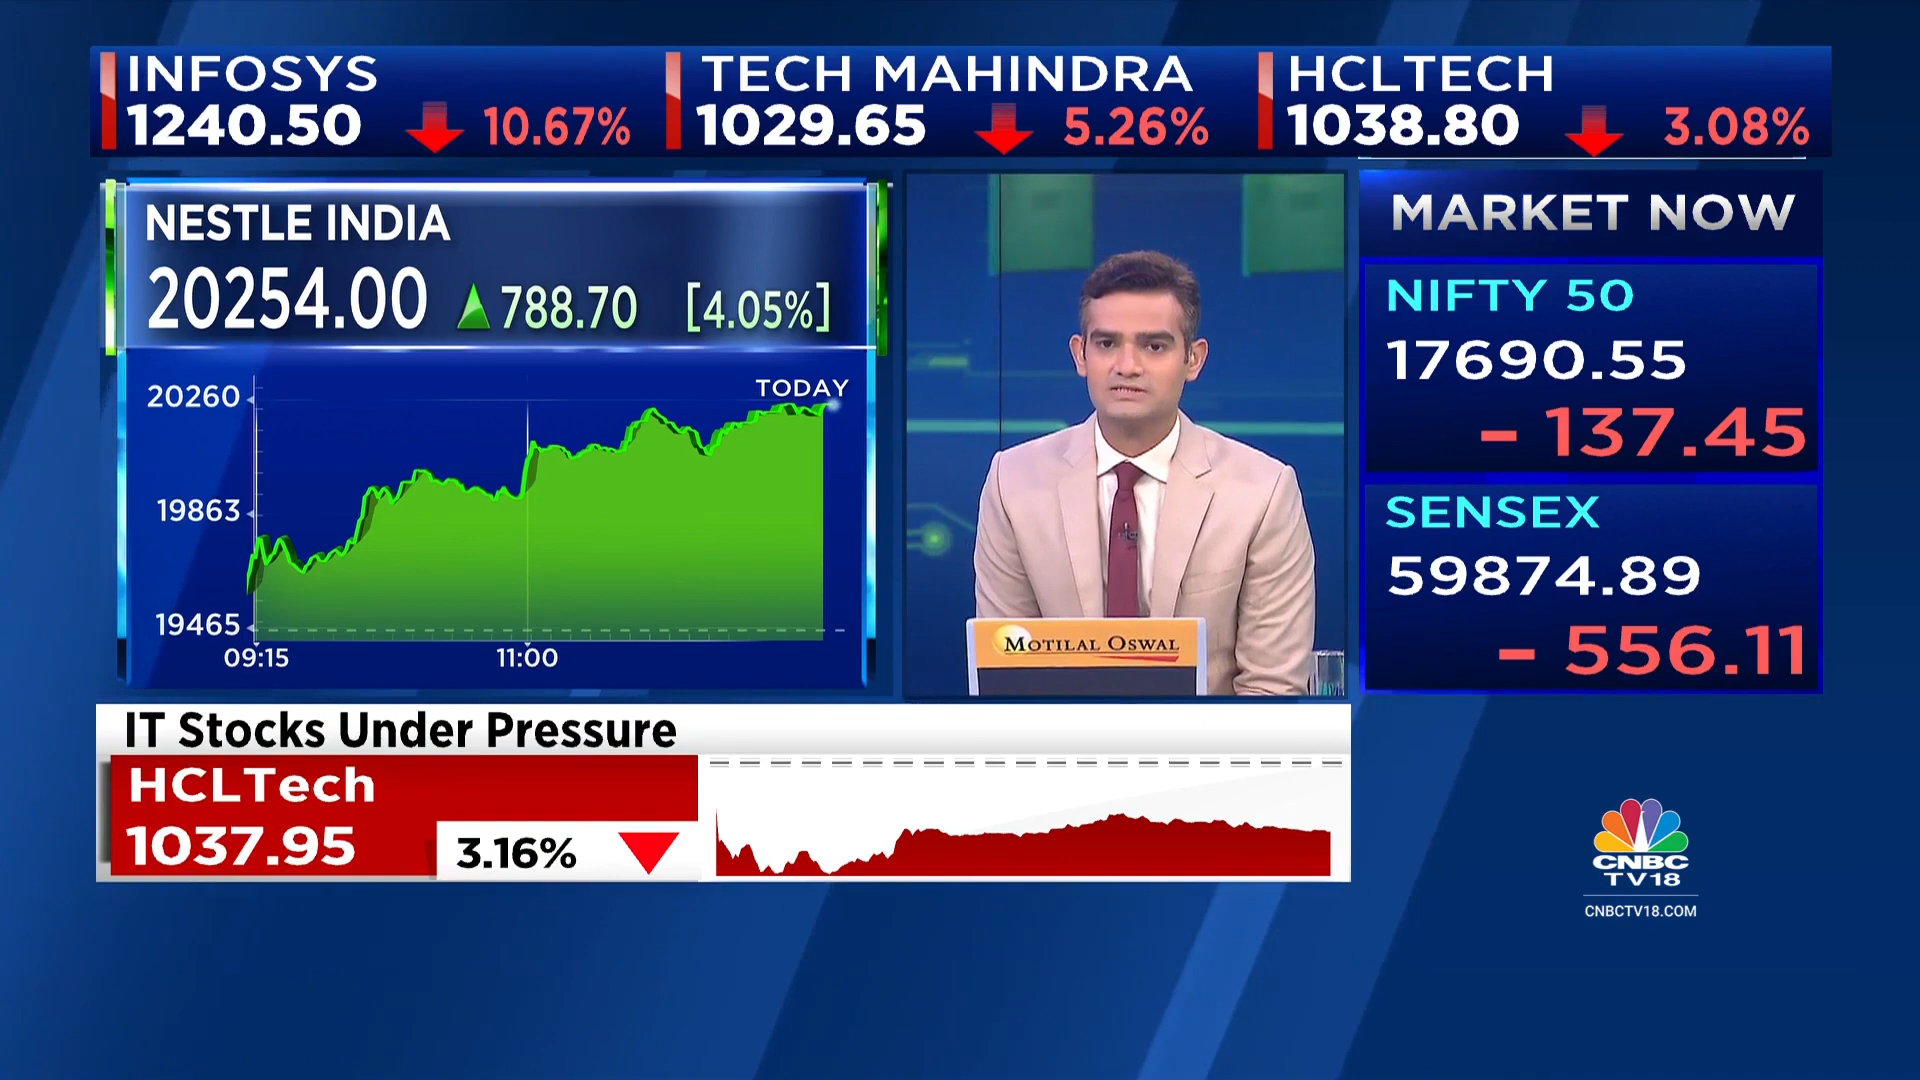 INFOSYS
1240.50 10.67%
TECH MAHINDRA
1029.65 5.26%
HCLTECH
1038.80 3.08%
NESTLE INDIA
20254.00 788.70 [4.05%]
TODAY
20260
19863
19465
09:15 11:00
MOTILAL OSWAL
MARKET NOW
NIFTY 50
17690.55
- 137.45
SENSEX
59874.89
- 556.11
IT Stocks Under Pressure
HCLTech
1037.95 3.16%
CNBC
TV18
CNBCTV18.COM